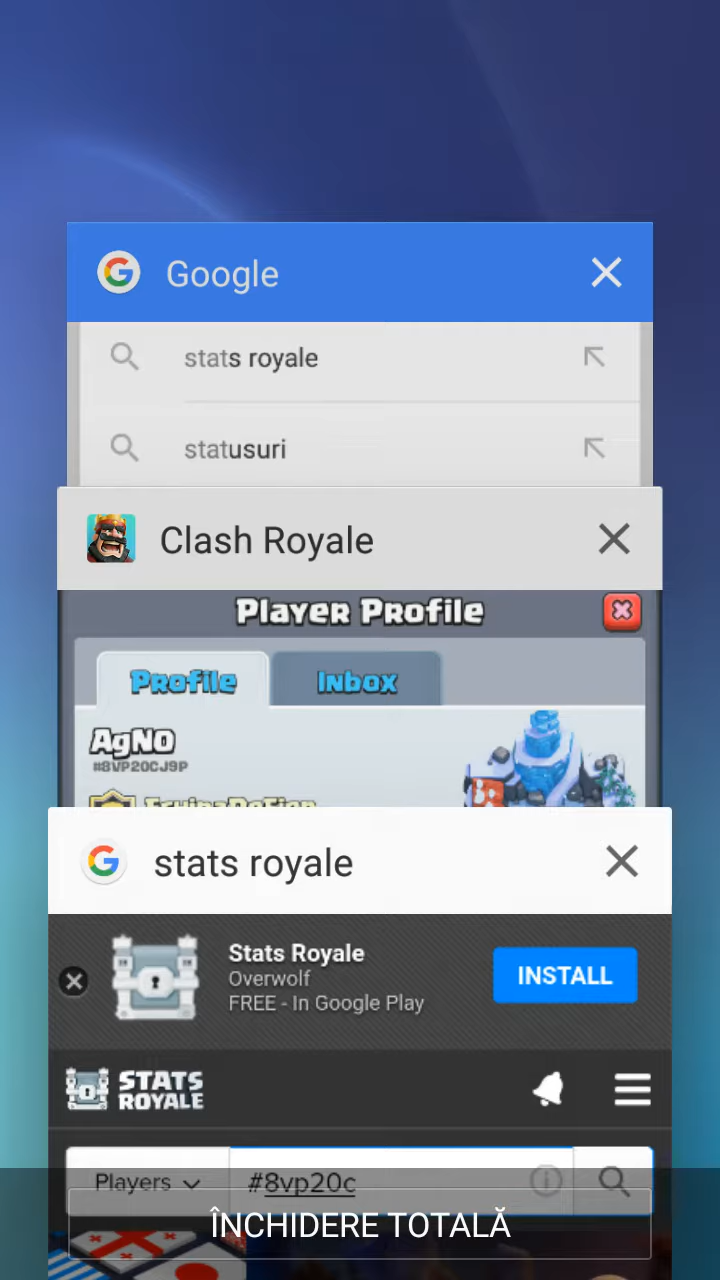 Google
stats royale
statusuri
Clash Royale
Player Profile
Profile
Inbox
AgNO
#8VP20CJ9P
stats royale
Stats Royale
Overwolf
FREE - In Google Play
INSTALL
STATS
ROYALE
Players
#8vp20c
ÎNCHIDERE TOTALĂ